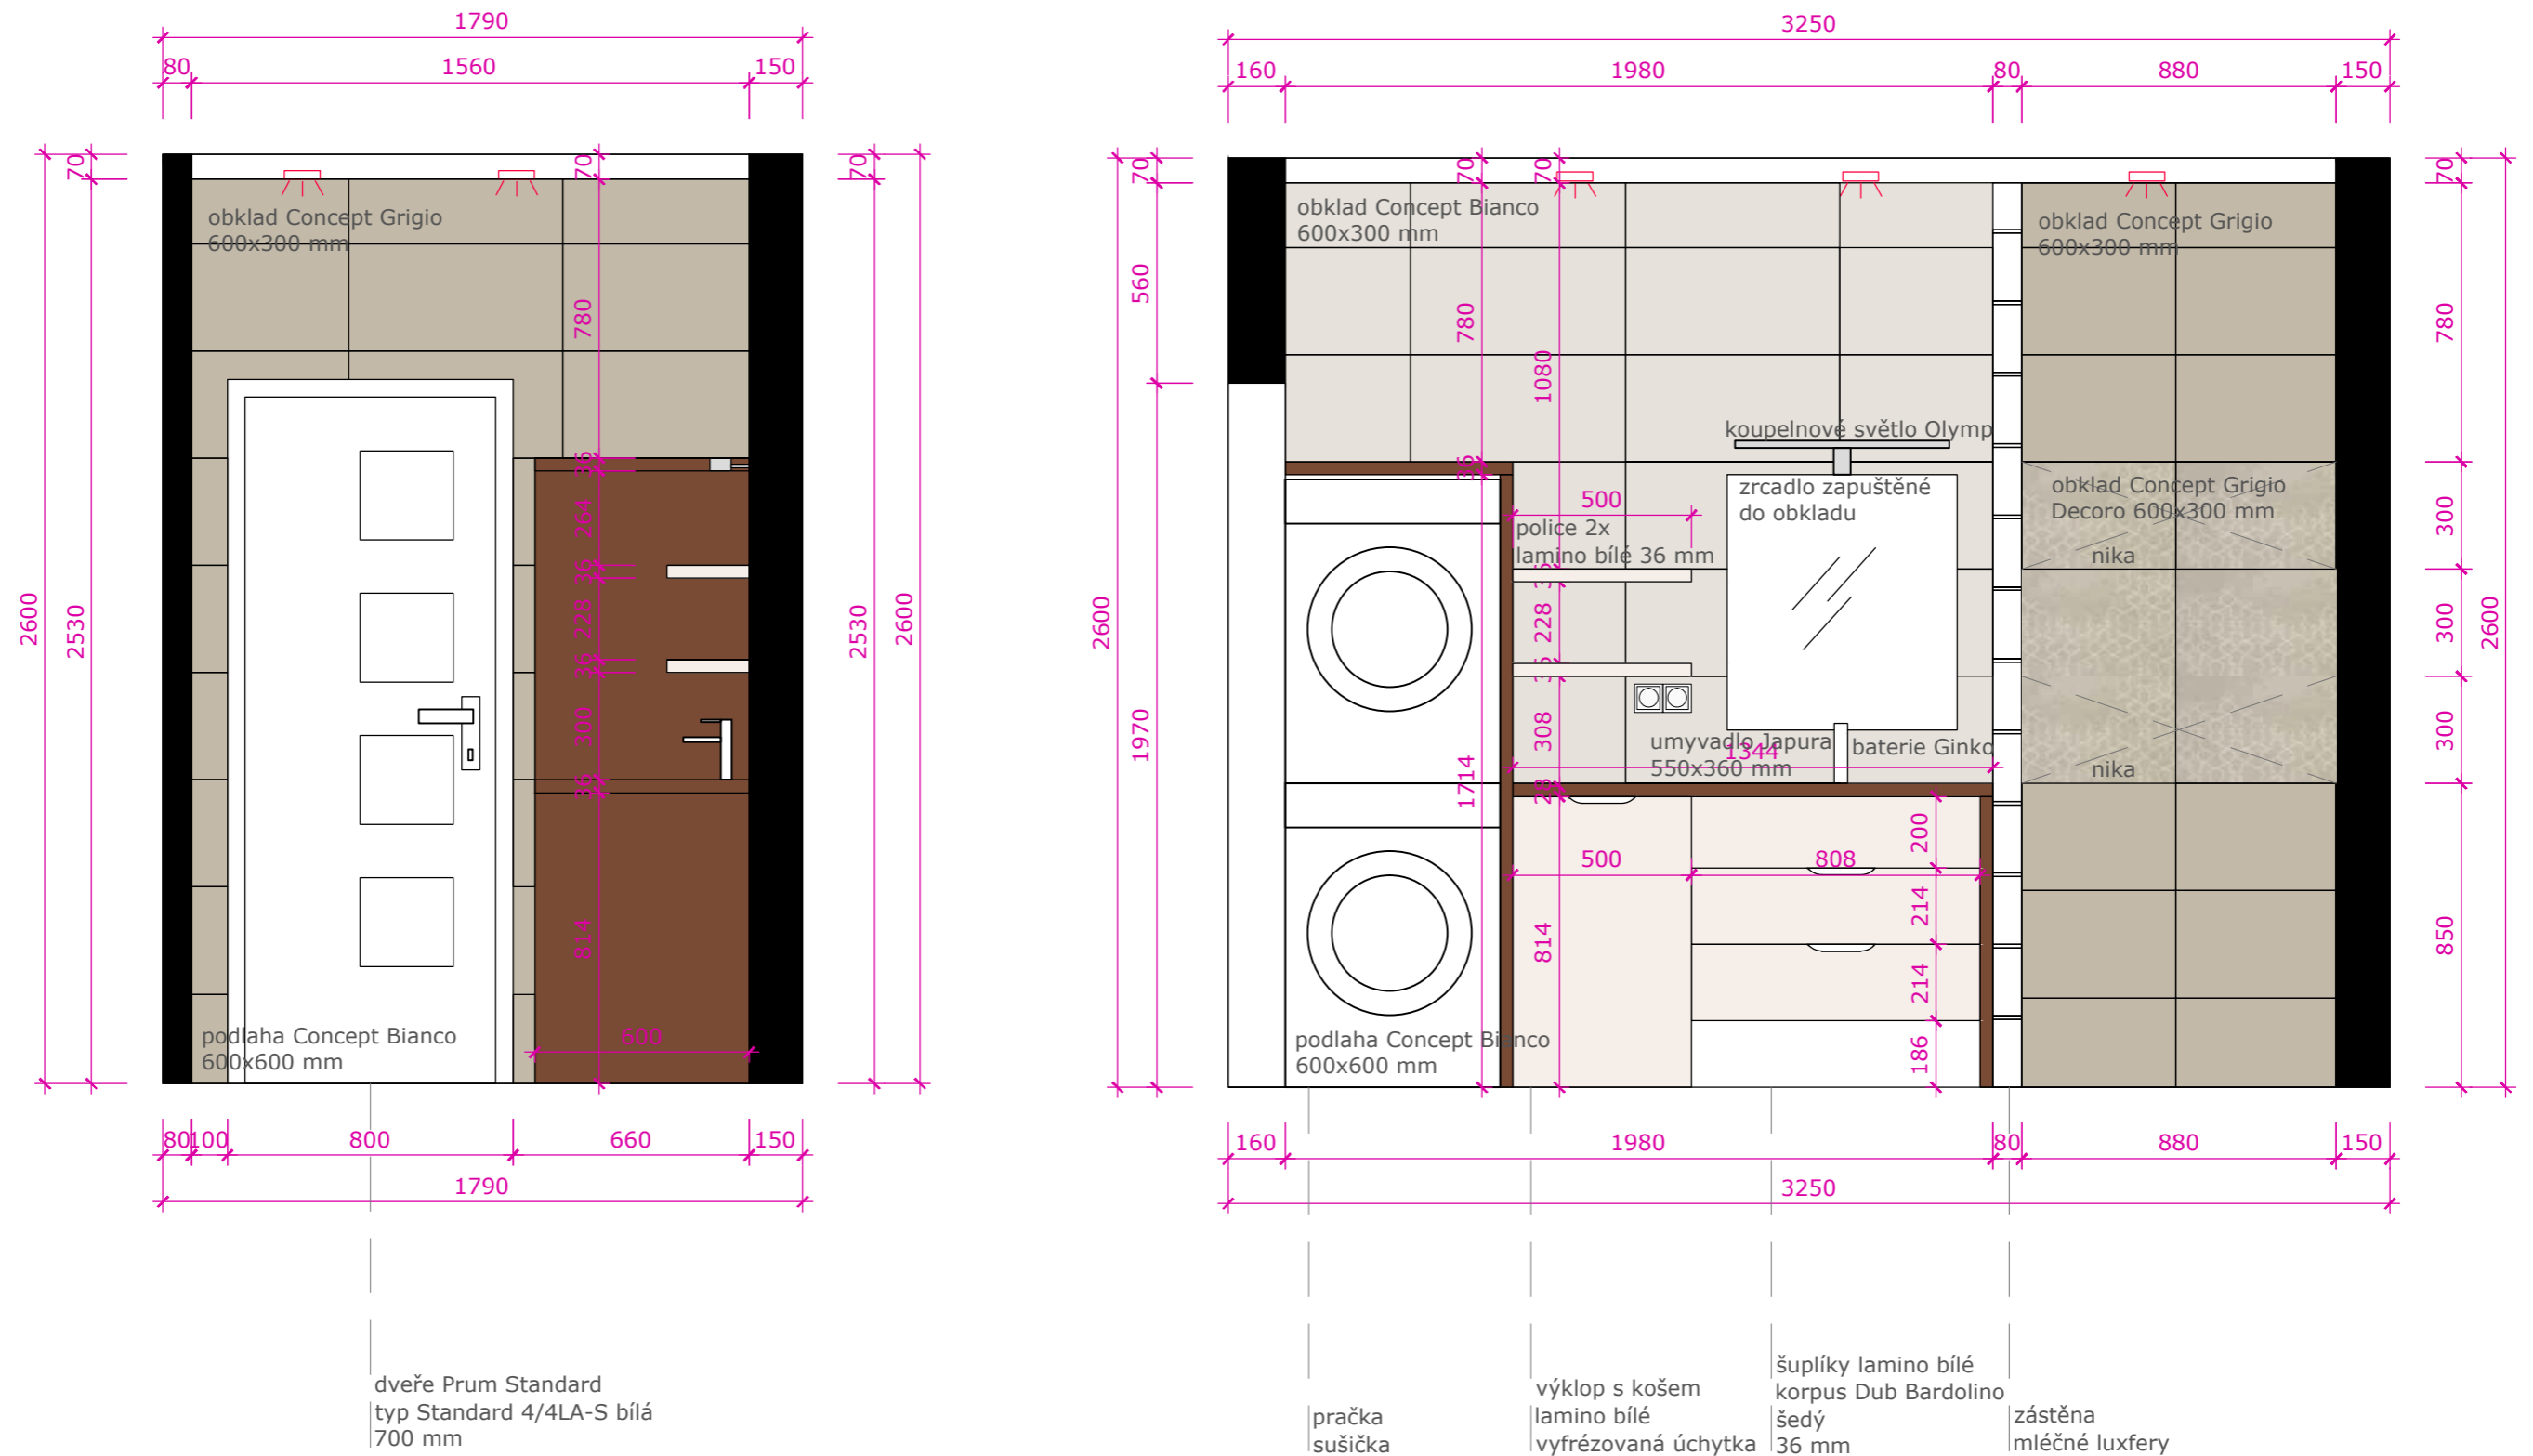 1790
80 1560 150
70
70
70
obklad Concept Grigio
600x300 mm
780
36
264
36
228
36
300
36
814
600
2600
2530
2530
2600
podlaha Concept Bianco
600x600 mm
80 100 800 660 150
1790
dveře Prum Standard
typ Standard 4/4LA-S bílá
700 mm
3250
160 1980 80 880 150
70
70
70
70
obklad Concept Bianco
600x300 mm
obklad Concept Grigio
600x300 mm
560
780
1080
780
koupelnové světlo Olymp
36
zrcadlo zapuštěné
do obkladu
500
police 2x
lamino bílé 36 mm
obklad Concept Grigio
Decoro 600x300 mm
nika
300
300
300
2600
2600
228
308
1970
1714
umyvadlo Japura
550x360 mm
1344
baterie Ginko
nika
28
500 808
200
214
214
186
814
850
podlaha Concept Bianco
600x600 mm
160 1980 80 880 150
3250
pračka
sušička
výklop s košem
lamino bílé
vyfrézovaná úchytka
šuplíky lamino bílé
korpus Dub Bardolino
šedý
36 mm
zástěna
mléčné luxfery